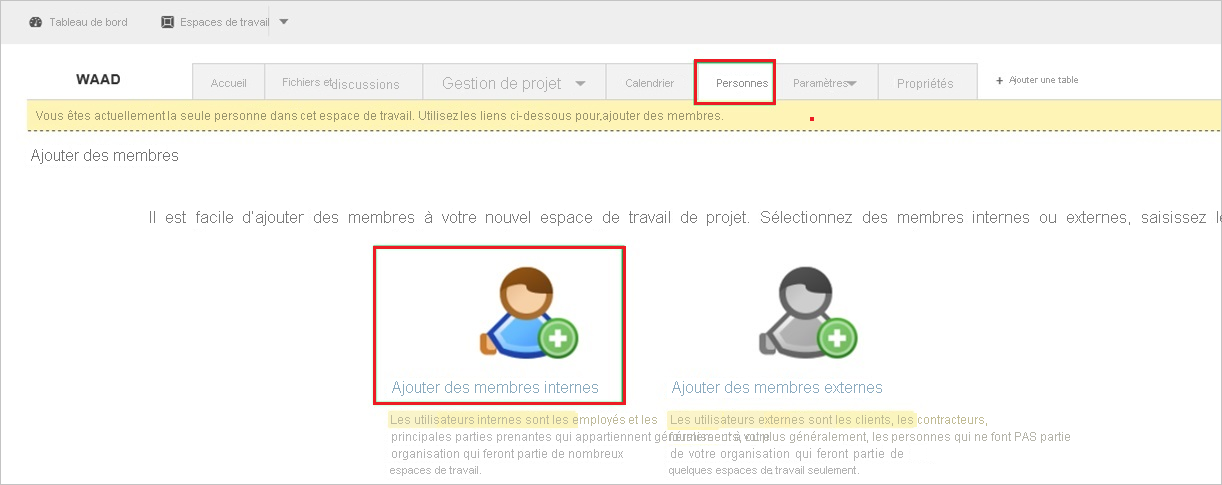 Tableau de bord Espaces de travail
WAAD Accueil Fichiers et discussions Gestion de projet Calendrier Personnes Paramètres Propriétés + Ajouter une table
Vous êtes actuellement la seule personne dans cet espace de travail. Utilisez les liens ci-dessous pour,ajouter des membres.
Ajouter des membres
Il est facile d'ajouter des membres à votre nouvel espace de travail de projet. Sélectionnez des membres internes ou externes, saisissez
Ajouter des membres internes
Les utilisateurs internes sont les employés et les
principales parties prenantes qui appartiennent généralement à votre
organisation qui feront partie de nombreux
espaces de travail.
Ajouter des membres externes
Les utilisateurs externes sont les clients, les contracteurs,
ou plus généralement, les personnes qui ne font PAS partie
de votre organisation qui feront partie de
quelques espaces de travail seulement.